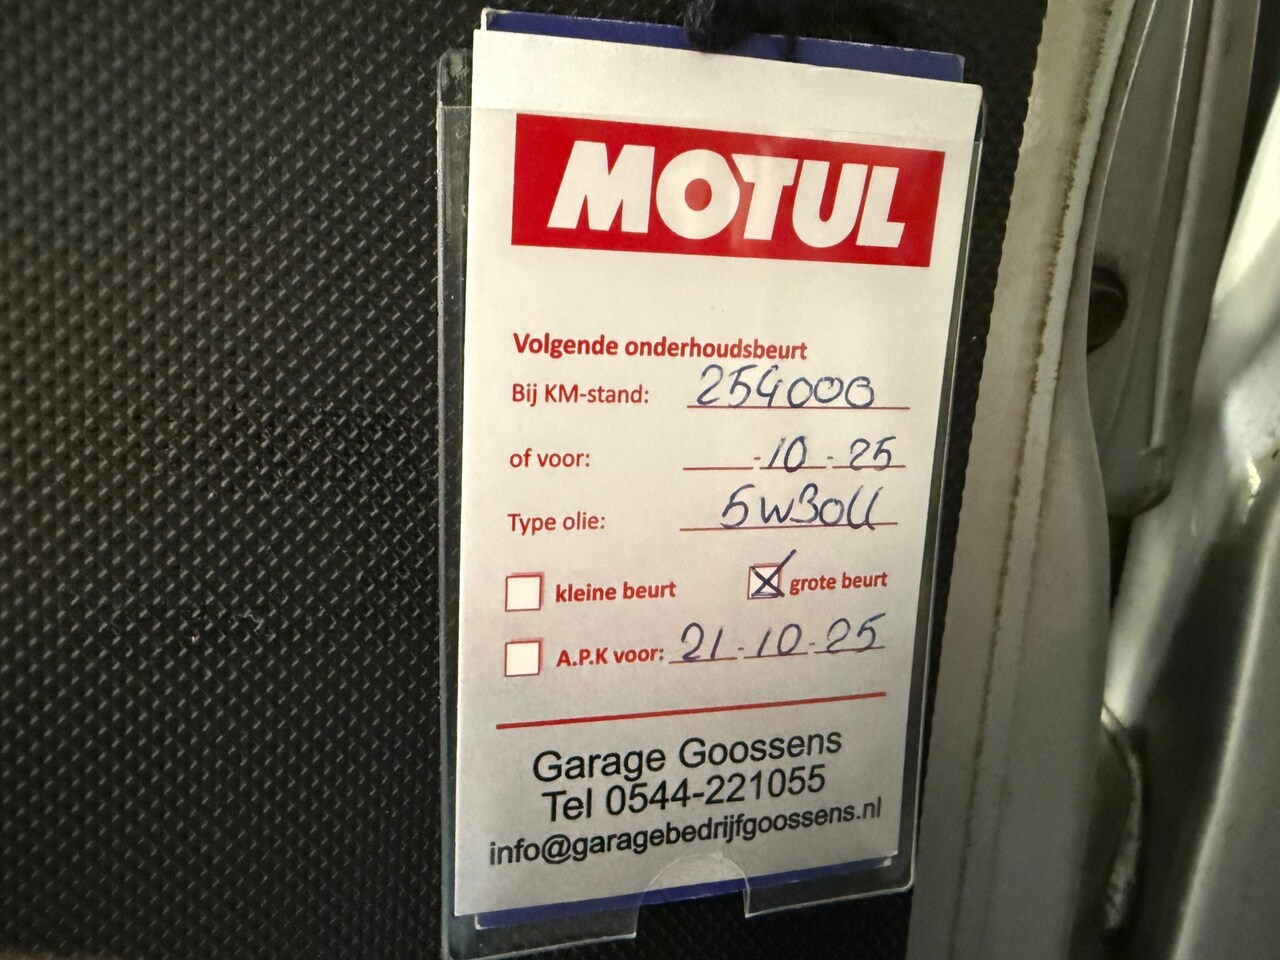 MOTUL
Volgende onderhoudsbeurt
Bij KM-stand: 254000
of voor: -10-25
Type olie: 5W30LL
kleine beurt grote beurt
A.P.K voor: 21-10-25
Garage Goossens
Tel 0544-221055
info@garagebedrijfgoossens.nl